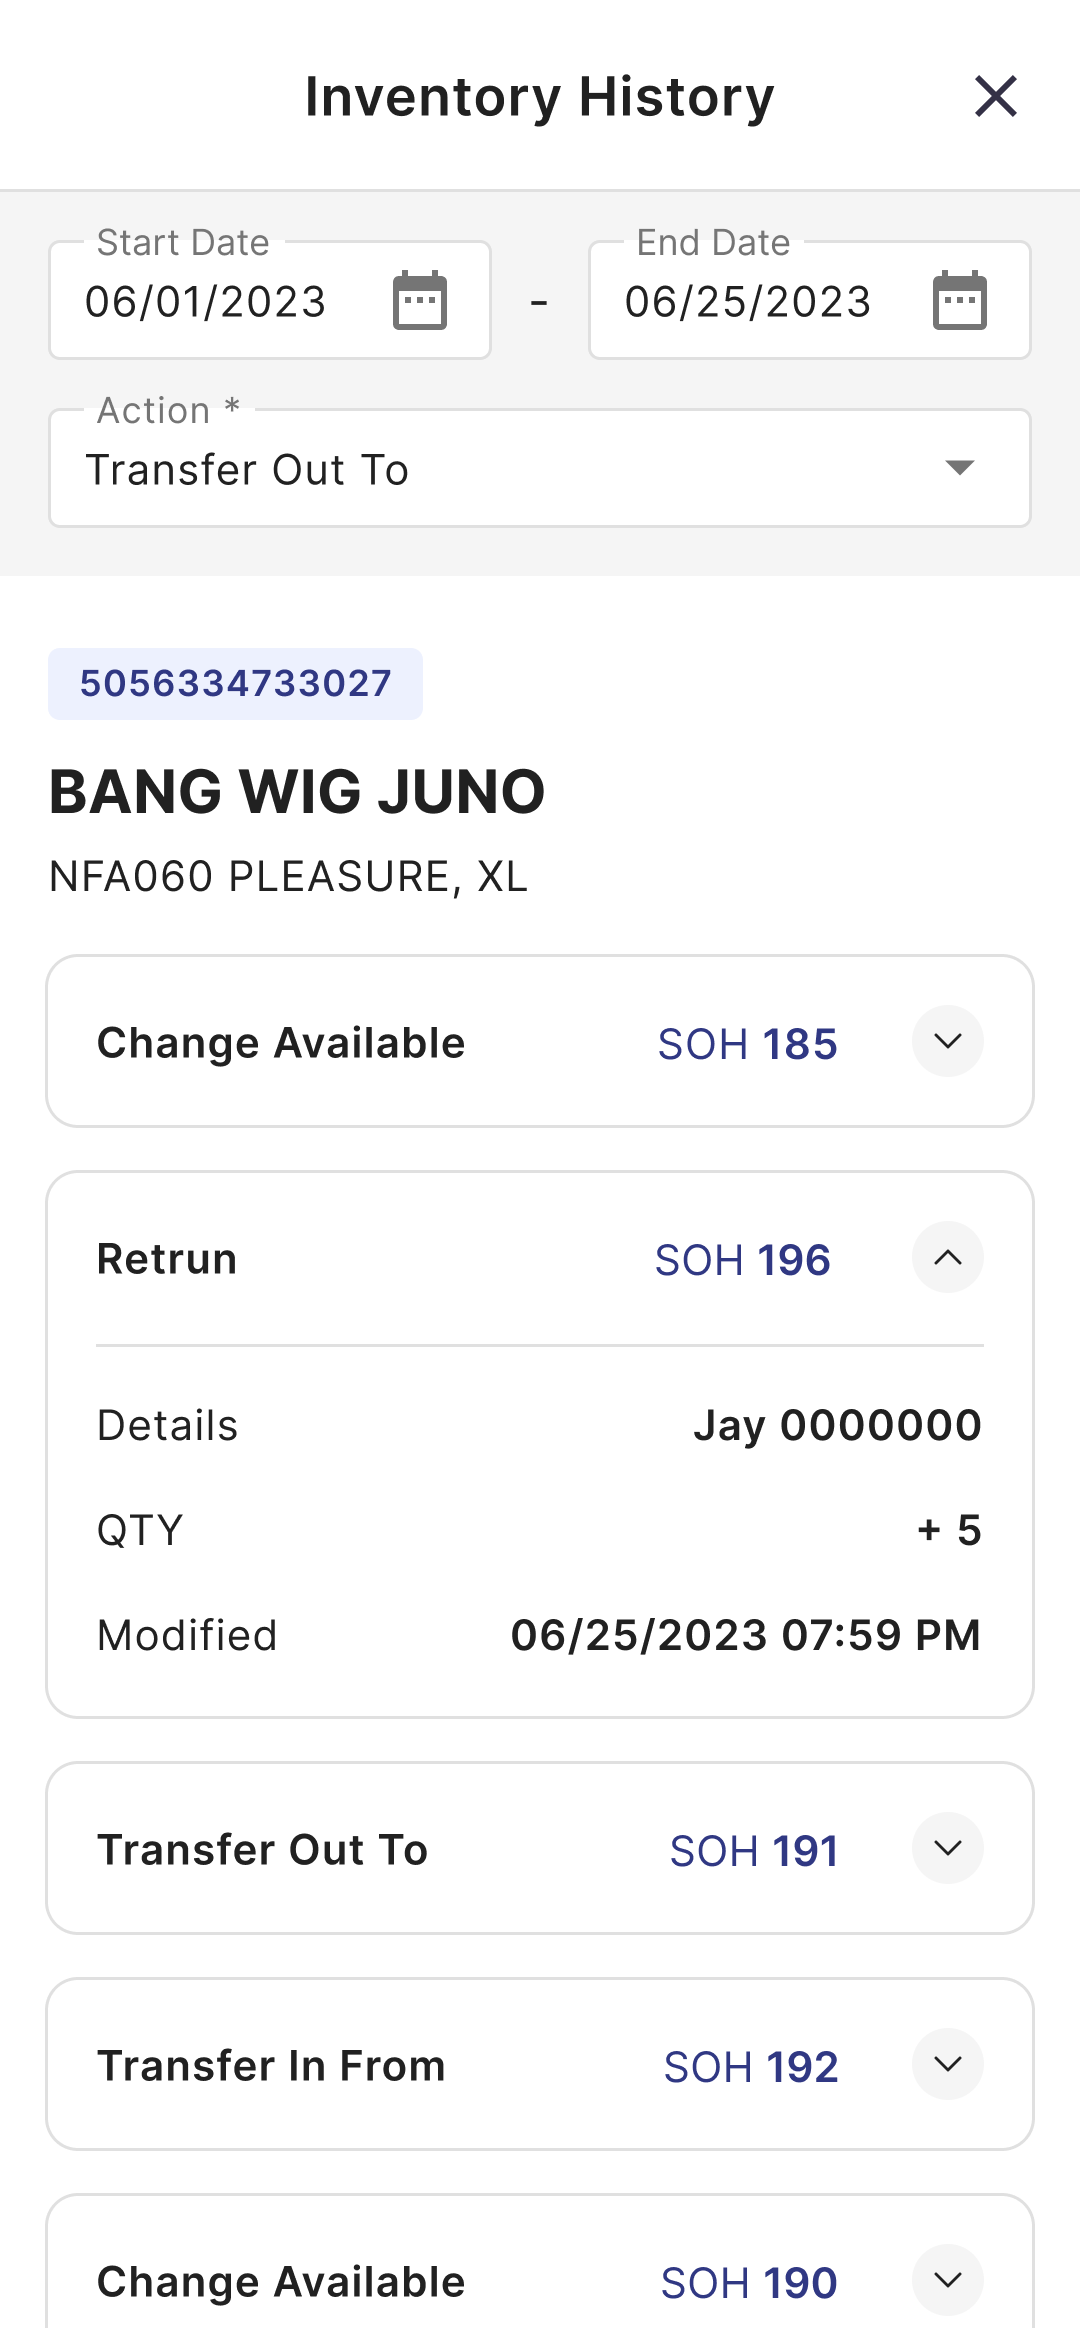 Inventory History
Start Date
06/01/2023
-
End Date
06/25/2023
Action *
Transfer Out To
5056334733027
BANG WIG JUNO
NFA060 PLEASURE, XL
Change Available SOH 185
Retrun SOH 196
Details Jay 0000000
QTY + 5
Modified 06/25/2023 07:59 PM
Transfer Out To SOH 191
Transfer In From SOH 192
Change Available SOH 190